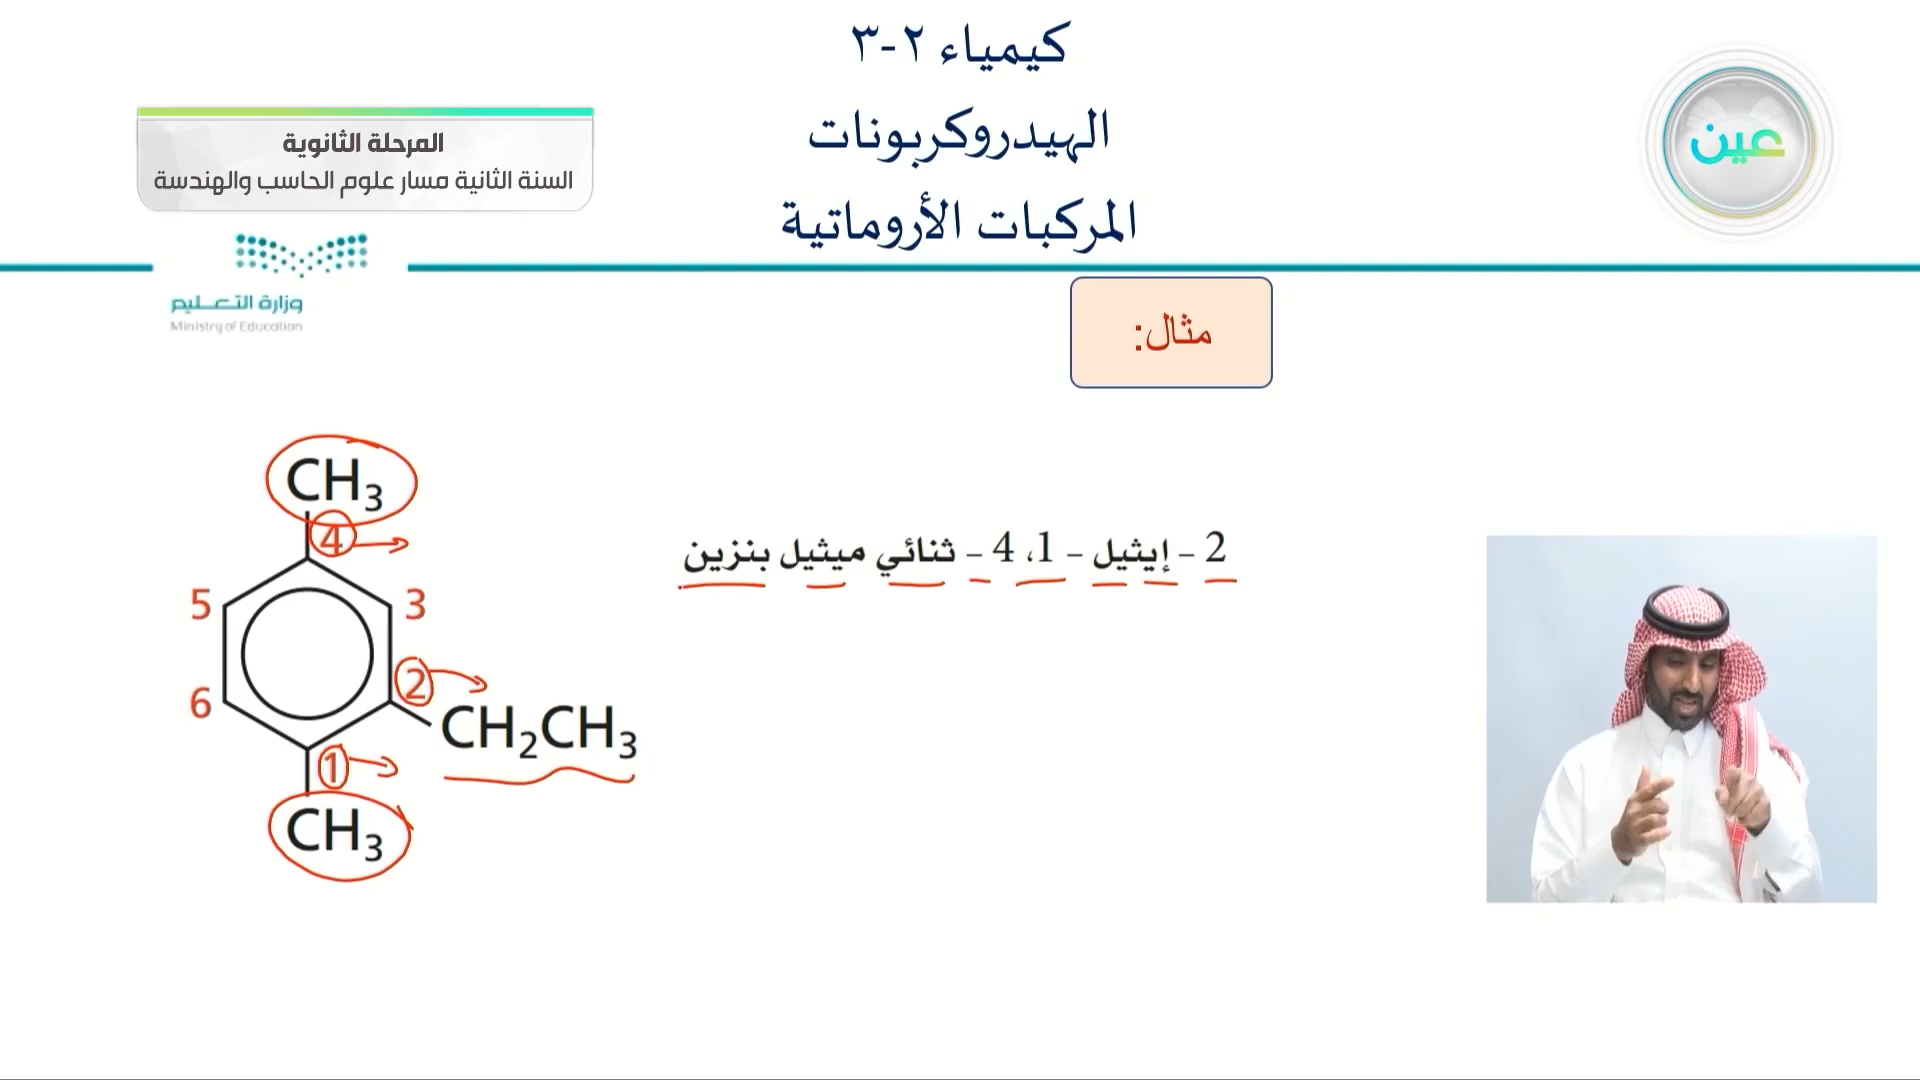 كيمياء ٢-٣
الهيدروكربونات
المركبات الأروماتية
المرحلة الثانوية
السنة الثانية مسار علوم الحاسب والهندسة
عين
وزارة التعليم
Ministry of Education
مثال:
2 - إيثيل - 1، 4 - ثنائي ميثيل بنزين
CH3
4
5
3
6
2
CH2CH3
1
CH3